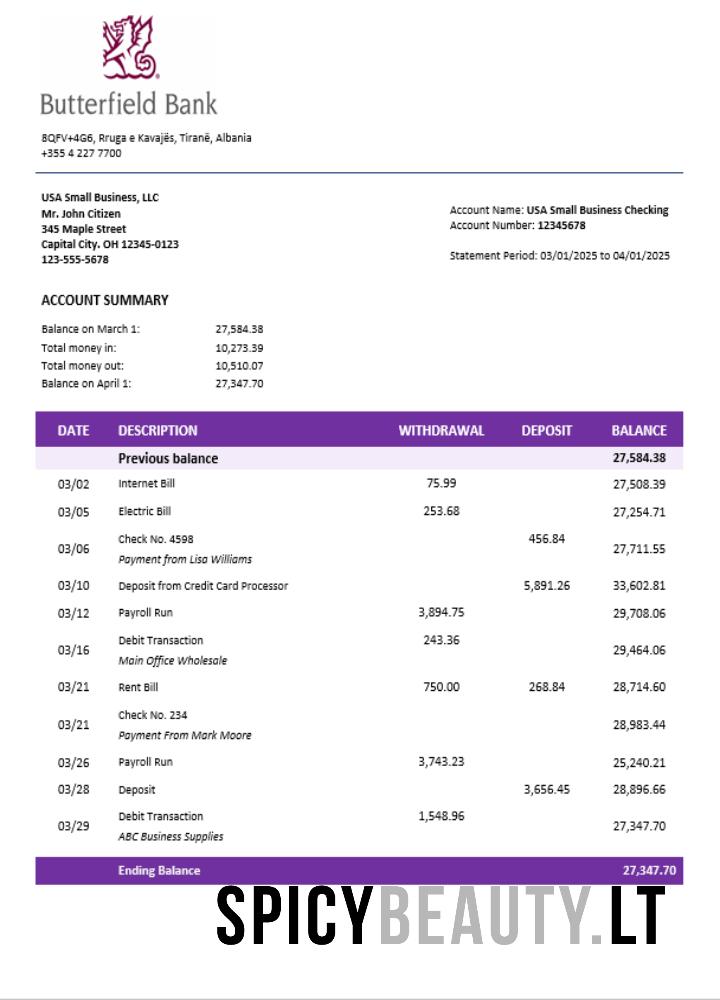 Butterfield Bank
8QFV+4G6, Rruga e Kavajës, Tiranë, Albania
+355 4 227 7700
USA Small Business, LLC
Mr. John Citizen
345 Maple Street
Capital City. OH 12345-0123
123-555-5678
Account Name: USA Small Business Checking
Account Number: 12345678
Statement Period: 03/01/2025 to 04/01/2025
ACCOUNT SUMMARY
Balance on March 1: 27,584.38
Total money in: 10,273.39
Total money out: 10,510.07
Balance on April 1: 27,347.70
DATE DESCRIPTION WITHDRAWAL DEPOSIT BALANCE
Previous balance 27,584.38
03/02 Internet Bill 75.99 27,508.39
03/05 Electric Bill 253.68 27,254.71
03/06 Check No. 4598 456.84 27,711.55
Payment from Lisa Williams
03/10 Deposit from Credit Card Processor 5,891.26 33,602.81
03/12 Payroll Run 3,894.75 29,708.06
03/16 Debit Transaction 243.36 29,464.06
Main Office Wholesale
03/21 Rent Bill 750.00 268.84 28,714.60
03/21 Check No. 234 28,983.44
Payment From Mark Moore
03/26 Payroll Run 3,743.23 25,240.21
03/28 Deposit 3,656.45 28,896.66
03/29 Debit Transaction 1,548.96 27,347.70
ABC Business Supplies
Ending Balance 27,347.70
SPICYBEAUTY.LT